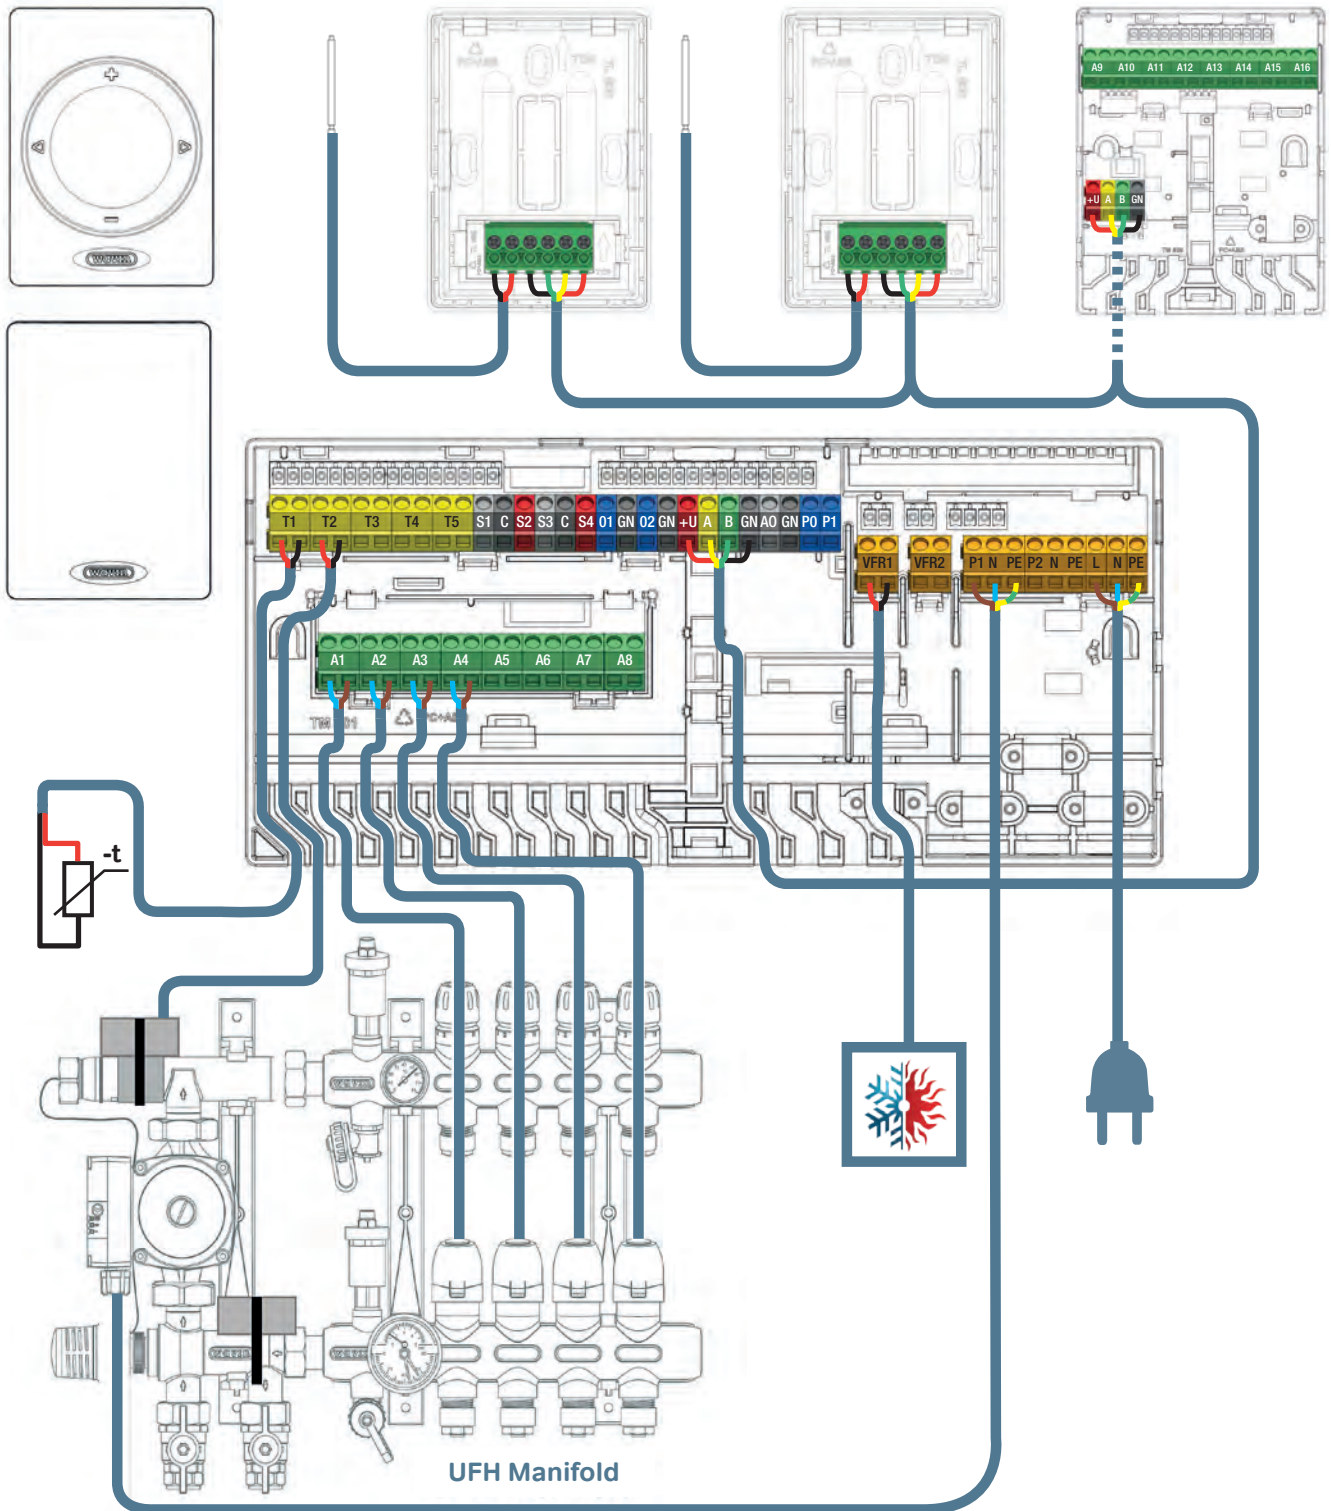 A9 A10 A11 A12 A13 A14 A15 A16
+U A B GN
T1 T2 T3 T4 T5 S1 C S2 S3 C S4 01 GN 02 GN +U A B GN A0 GN P0 P1
VFR1 VFR2 P1 N PE P2 N PE L N PE
A1 A2 A3 A4 A5 A6 A7 A8
-t
UFH Manifold